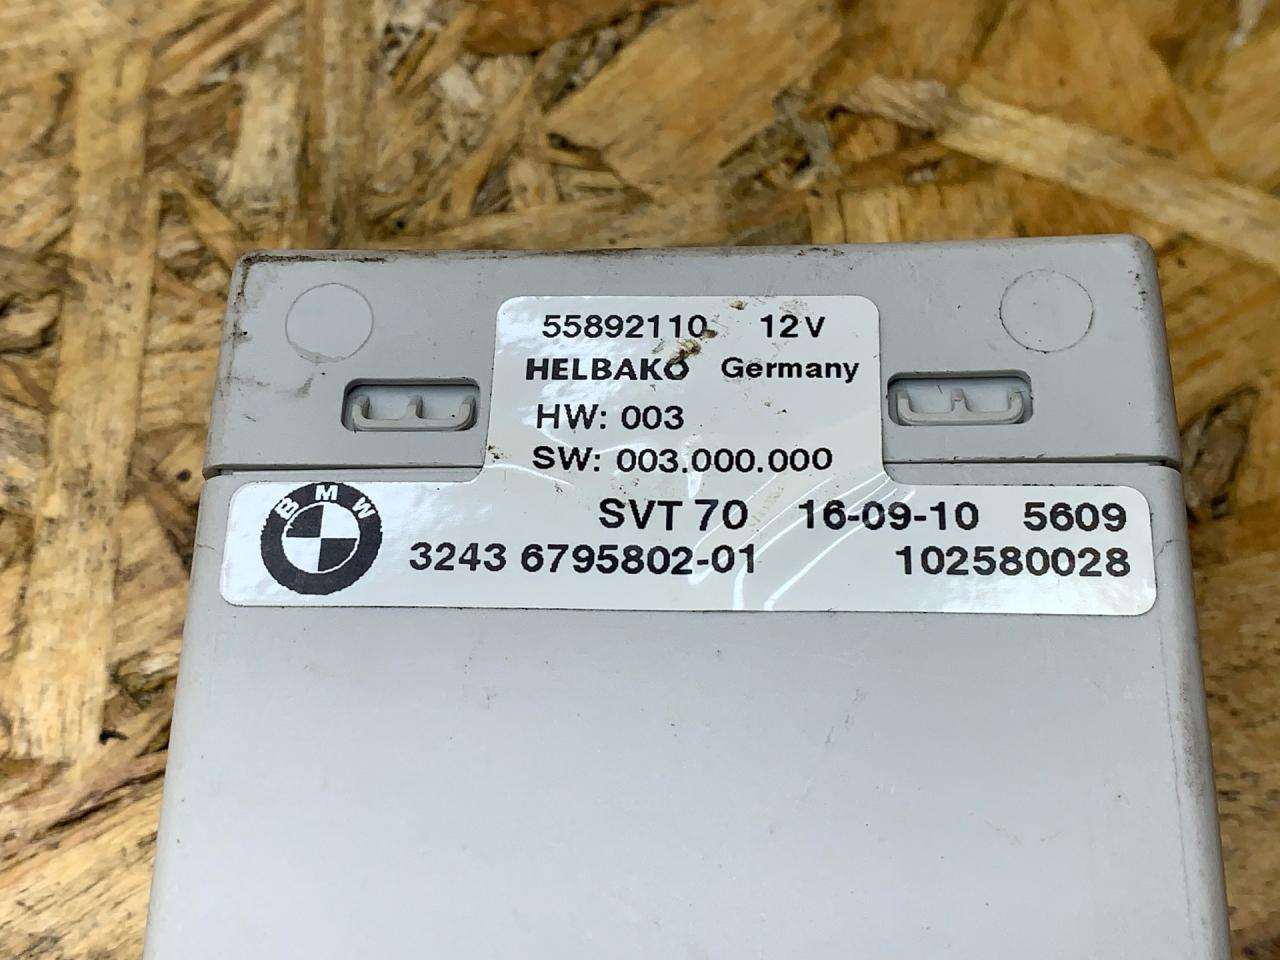 55892110 12V
HELBAKO Germany
HW: 003
SW: 003.000.000
BMW SVT 70 16-09-10 5609
3243 6795802-01 102580028